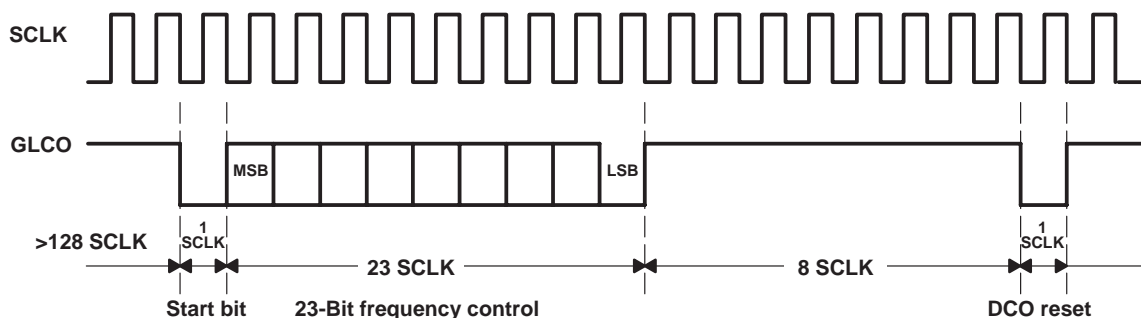 SCLK
GLCO
MSB
LSB
>128 SCLK
1
SCLK
23 SCLK
8 SCLK
1
SCLK
Start bit
23-Bit frequency control
DCO reset